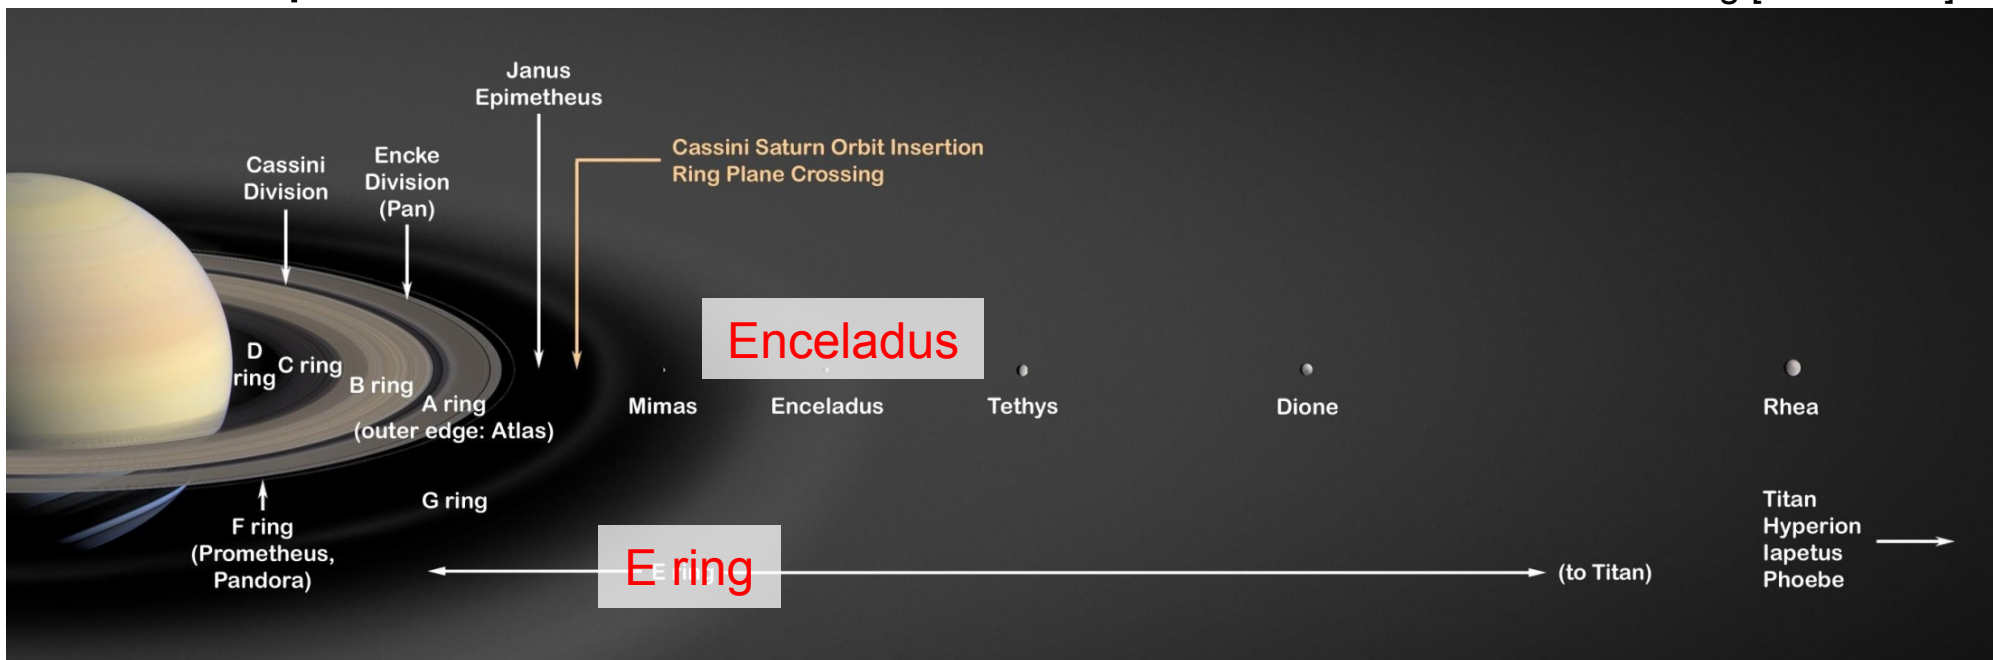 Janus
Epimetheus
Cassini Saturn Orbit Insertion
Ring Plane Crossing
Encke
Division
(Pan)
Cassini
Division
Enceladus
D
ring
C ring
B ring
A ring
(outer edge: Atlas)
Mimas
Enceladus
Tethys
Dione
Rhea
G ring
F ring
(Prometheus,
Pandora)
E ring
E ring
(to Titan)
Titan
Hyperion
Iapetus
Phoebe